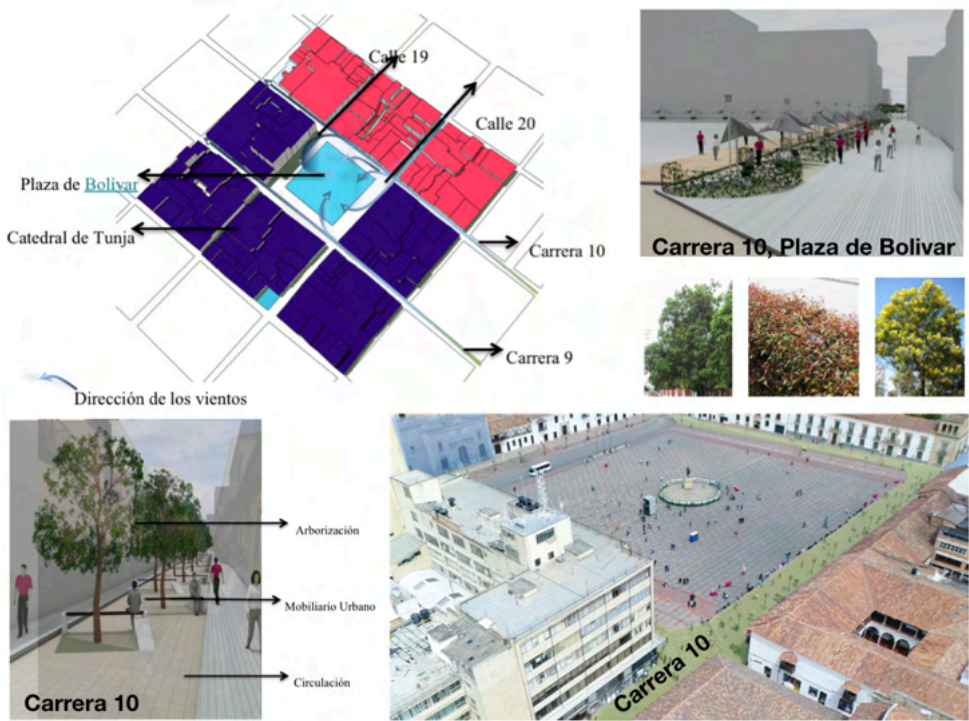 Calle 19
Calle 20
Plaza de Bolívar
Catedral de Tunja
Carrera 10
Carrera 9
Dirección de los vientos
Carrera 10, Plaza de Bolivar
Arborización
Mobiliario Urbano
Circulación
Carrera 10
Carrera 10